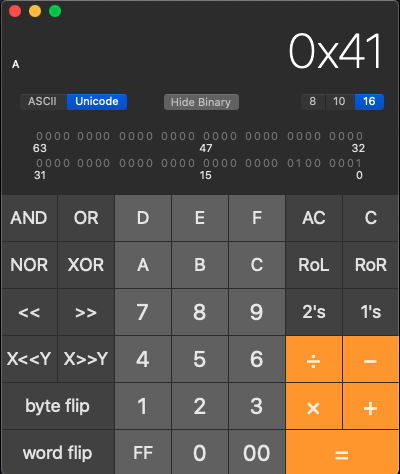 0x41
A
ASCII Unicode Hide Binary 8 10 16
0000 0000 0000 0000 0000 0000 0000 0000
63 47 32
0000 0000 0000 0000 0000 0000 0100 0001
31 15 0
AND OR D E F AC C
NOR XOR A B C RoL RoR
<< >> 7 8 9 2's 1's
X<<Y X>>Y 4 5 6 ÷ −
byte flip 1 2 3 × +
word flip FF 0 00 =